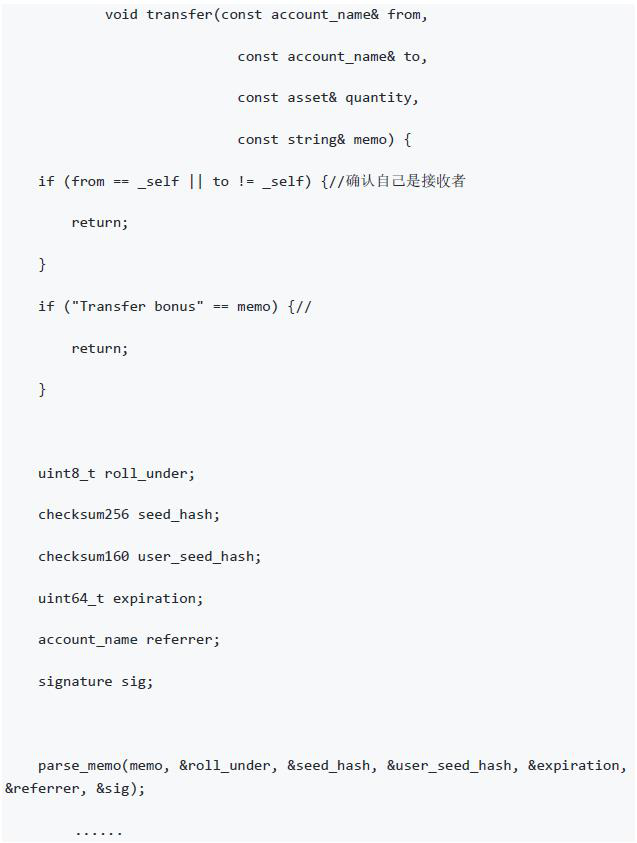 void transfer(const account_name& from,
const account_name& to,
const asset& quantity,
const string& memo) {
if (from == _self || to != _self) {//确认自己是接收者
return;
}
if ("Transfer bonus" == memo) {//
return;
}
uint8_t roll_under;
checksum256 seed_hash;
checksum160 user_seed_hash;
uint64_t expiration;
account_name referrer;
signature sig;
parse_memo(memo, &roll_under, &seed_hash, &user_seed_hash, &expiration,
&referrer, &sig);
......